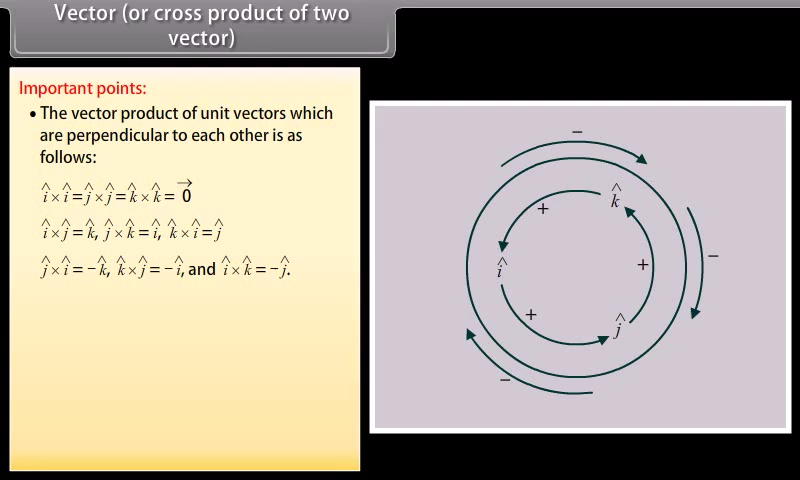 Vector (or cross product of two
vector)
Important points:
• The vector product of unit vectors which
are perpendicular to each other is as
follows:
î × î = ĵ × ĵ = k̂ × k̂ = 0⃗
î × ĵ = k̂, ĵ × k̂ = î, k̂ × î = ĵ
ĵ × î = – k̂, k̂ × ĵ = – î, and î × k̂ = – ĵ.
–
k̂
+
–
î
+
+
ĵ
–